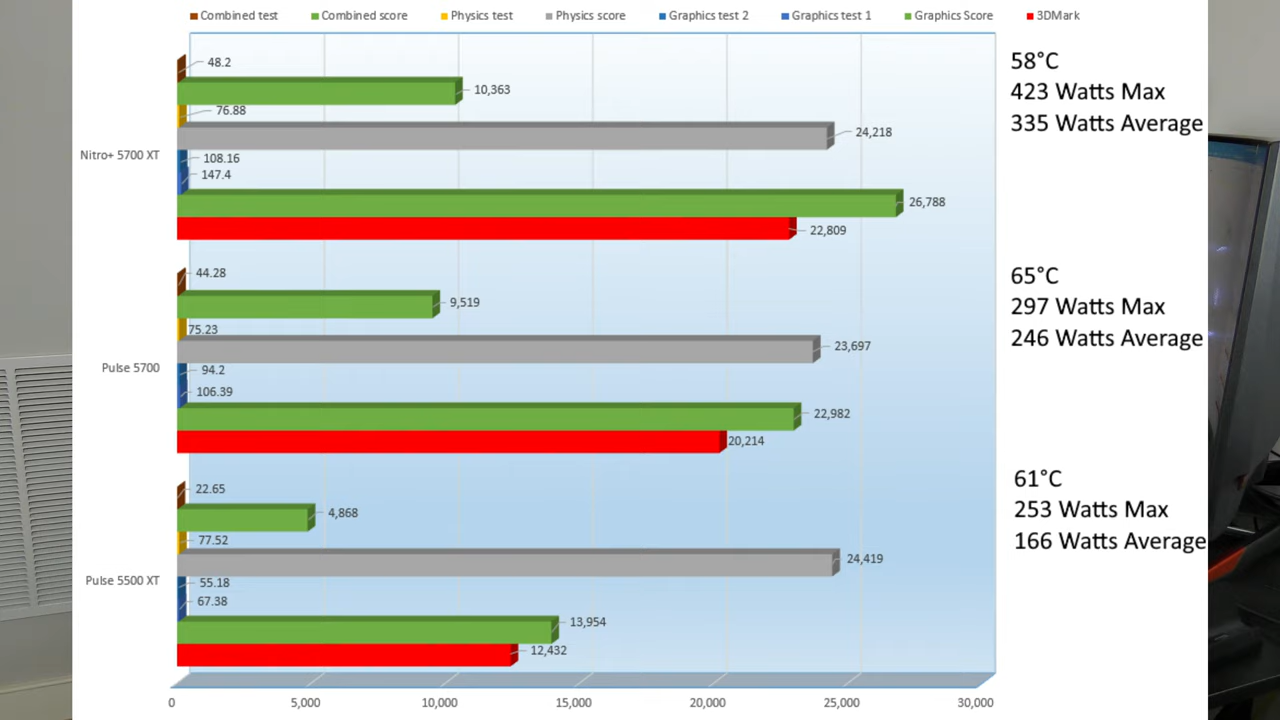 Combined test Combined score Physics test Physics score Graphics test 2 Graphics test 1 Graphics Score 3DMark
48.2
10,363
76.88
24,218
Nitro+ 5700 XT
108.16
147.4
26,788
22,809
58°C
423 Watts Max
335 Watts Average
44.28
9,519
75.23
23,697
Pulse 5700
94.2
106.39
22,982
20,214
65°C
297 Watts Max
246 Watts Average
22.65
4,868
77.52
24,419
Pulse 5500 XT
55.18
67.38
13,954
12,432
61°C
253 Watts Max
166 Watts Average
0 5,000 10,000 15,000 20,000 25,000 30,000